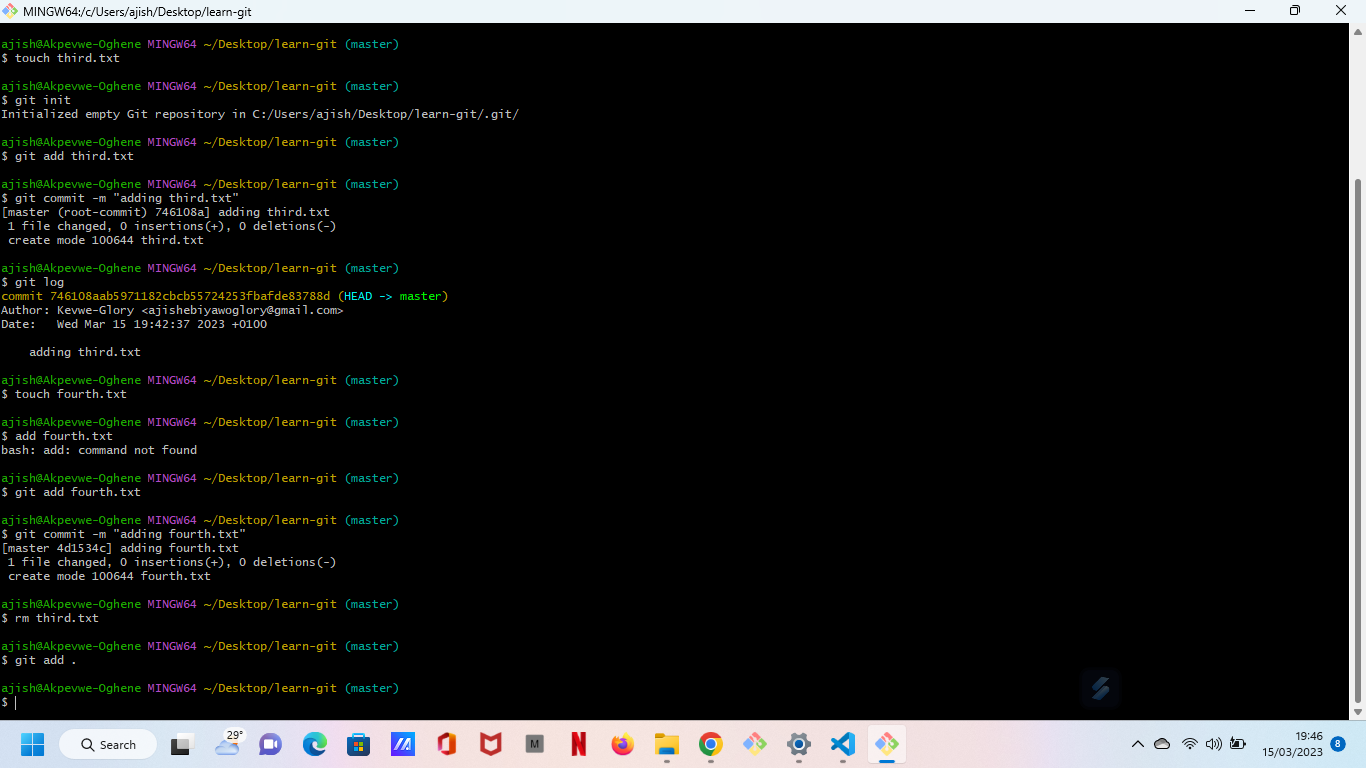 MINGW64:/c/Users/ajish/Desktop/learn-git
ajish@Akpevwe-Oghene MINGW64 ~/Desktop/learn-git (master)
$ touch third.txt
ajish@Akpevwe-Oghene MINGW64 ~/Desktop/learn-git (master)
$ git init
Initialized empty Git repository in C:/Users/ajish/Desktop/learn-git/.git/
ajish@Akpevwe-Oghene MINGW64 ~/Desktop/learn-git (master)
$ git add third.txt
ajish@Akpevwe-Oghene MINGW64 ~/Desktop/learn-git (master)
$ git commit -m "adding third.txt"
[master (root-commit) 746108a] adding third.txt
 1 file changed, 0 insertions(+), 0 deletions(-)
 create mode 100644 third.txt
ajish@Akpevwe-Oghene MINGW64 ~/Desktop/learn-git (master)
$ git log
commit 746108aab5971182cbcb55724253fbafde83788d (HEAD -> master)
Author: Kevwe-Glory <ajishebiyawoglory@gmail.com>
Date:   Wed Mar 15 19:42:37 2023 +0100
    adding third.txt
ajish@Akpevwe-Oghene MINGW64 ~/Desktop/learn-git (master)
$ touch fourth.txt
ajish@Akpevwe-Oghene MINGW64 ~/Desktop/learn-git (master)
$ add fourth.txt
bash: add: command not found
ajish@Akpevwe-Oghene MINGW64 ~/Desktop/learn-git (master)
$ git add fourth.txt
ajish@Akpevwe-Oghene MINGW64 ~/Desktop/learn-git (master)
$ git commit -m "adding fourth.txt"
[master 4d1534c] adding fourth.txt
 1 file changed, 0 insertions(+), 0 deletions(-)
 create mode 100644 fourth.txt
ajish@Akpevwe-Oghene MINGW64 ~/Desktop/learn-git (master)
$ rm third.txt
ajish@Akpevwe-Oghene MINGW64 ~/Desktop/learn-git (master)
$ git add .
ajish@Akpevwe-Oghene MINGW64 ~/Desktop/learn-git (master)
$
Search
29°
M
N
19:46
15/03/2023
8